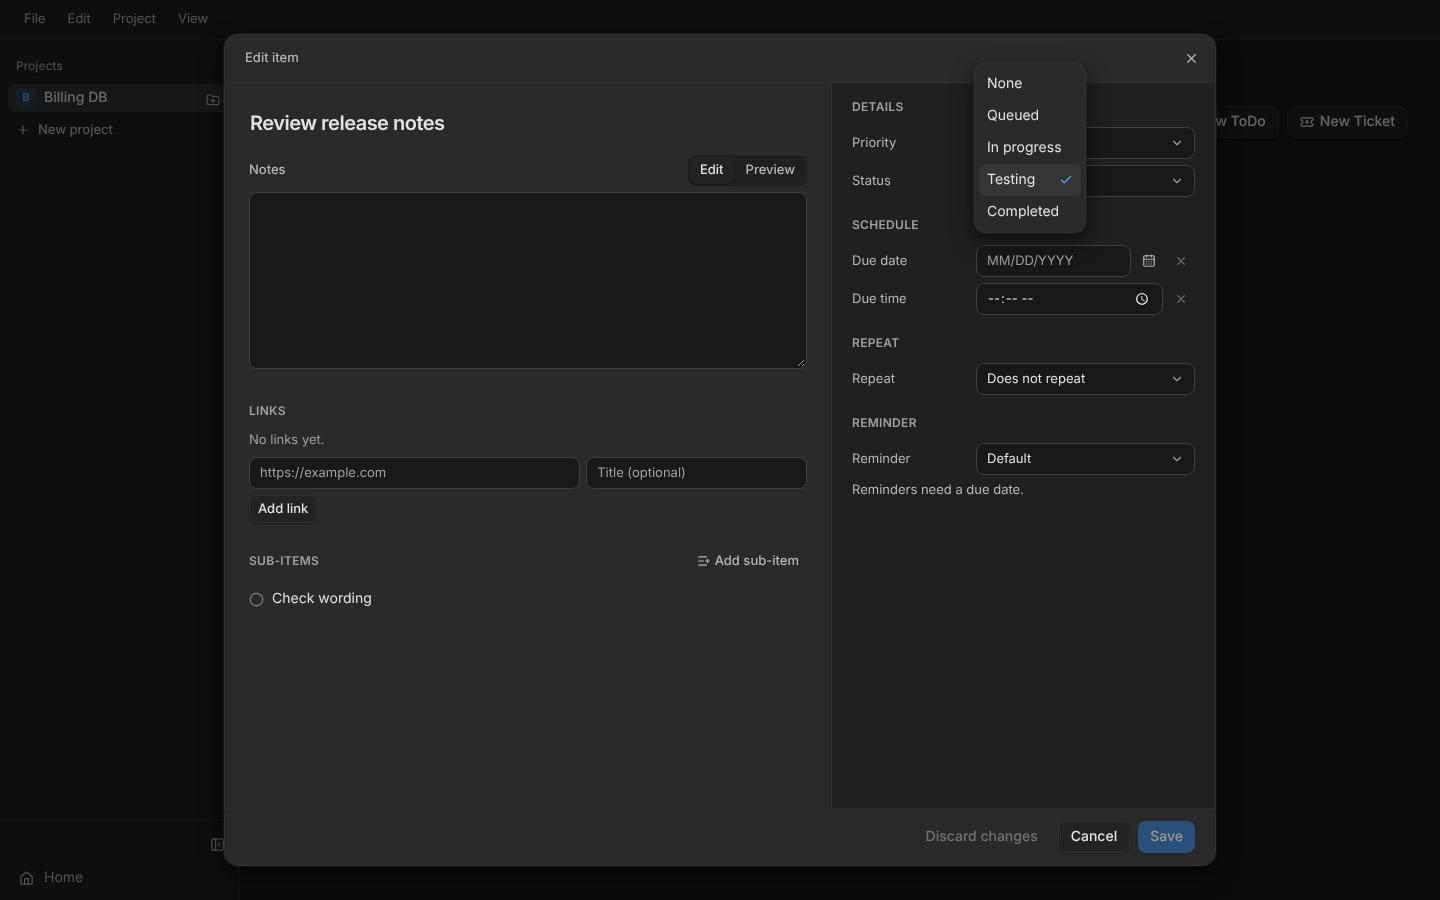 File Edit Project View
Projects
B Billing DB
New project
Home
w ToDo
New Ticket
Edit item
Review release notes
Notes
Edit Preview
LINKS
No links yet.
https://example.com
Title (optional)
Add link
SUB-ITEMS
Add sub-item
Check wording
DETAILS
Priority
Status
None
Queued
In progress
Testing
Completed
SCHEDULE
Due date
MM/DD/YYYY
Due time
--:-- --
REPEAT
Repeat
Does not repeat
REMINDER
Reminder
Default
Reminders need a due date.
Discard changes
Cancel
Save